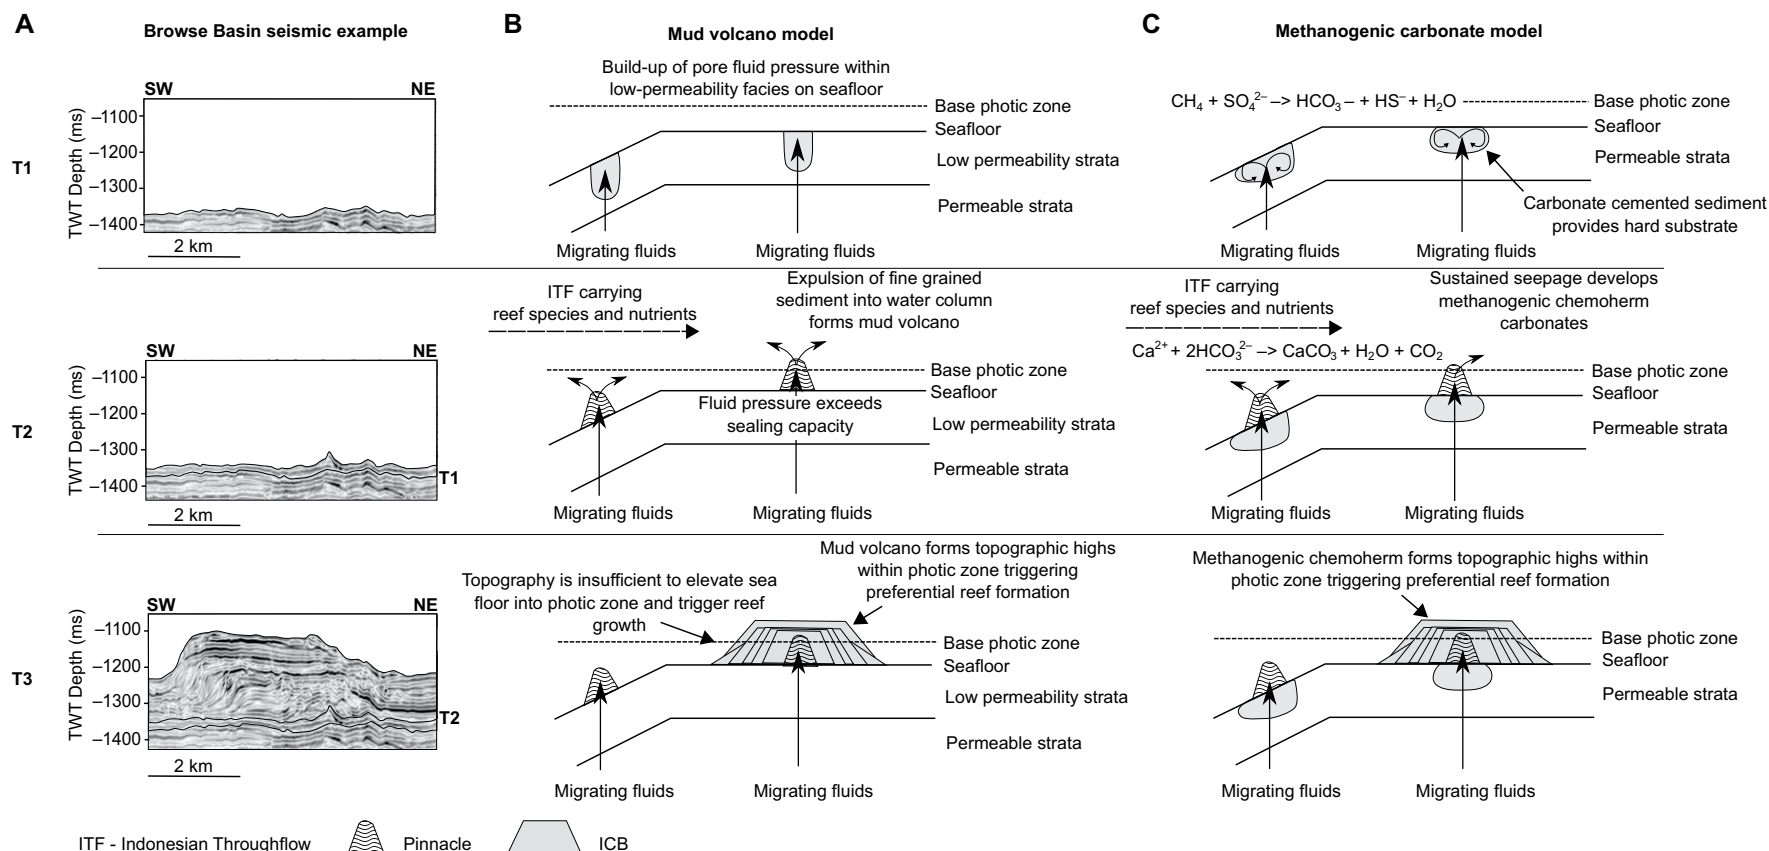 A
Browse Basin seismic example
B
Mud volcano model
C
Methanogenic carbonate model
T1
SW
NE
TWT Depth (ms)
–1100
–1200
–1300
–1400
2 km
Build-up of pore fluid pressure within
low-permeability facies on seafloor
Base photic zone
Seafloor
Low permeability strata
Permeable strata
Migrating fluids
Migrating fluids
CH₄ + SO₄²⁻ –> HCO₃ – + HS⁻ + H₂O
Base photic zone
Seafloor
Permeable strata
Carbonate cemented sediment
provides hard substrate
Migrating fluids
Migrating fluids
T2
SW
NE
TWT Depth (ms)
–1100
–1200
–1300
–1400
T1
2 km
ITF carrying
reef species and nutrients
Expulsion of fine grained
sediment into water column
forms mud volcano
Base photic zone
Seafloor
Fluid pressure exceeds
sealing capacity
Low permeability strata
Permeable strata
Migrating fluids
Migrating fluids
ITF carrying
reef species and nutrients
Sustained seepage develops
methanogenic chemoherm
carbonates
Ca²⁺ + 2HCO₃²⁻ –> CaCO₃ + H₂O + CO₂
Base photic zone
Seafloor
Permeable strata
Migrating fluids
Migrating fluids
T3
SW
NE
TWT Depth (ms)
–1100
–1200
–1300
–1400
T2
2 km
Topography is insufficient to elevate sea
floor into photic zone and trigger reef
growth
Mud volcano forms topographic highs
within photic zone triggering
preferential reef formation
Base photic zone
Seafloor
Low permeability strata
Permeable strata
Migrating fluids
Migrating fluids
Methanogenic chemoherm forms topographic highs within
photic zone triggering preferential reef formation
Base photic zone
Seafloor
Permeable strata
Migrating fluids
Migrating fluids
ITF - Indonesian Throughflow
Pinnacle
ICB